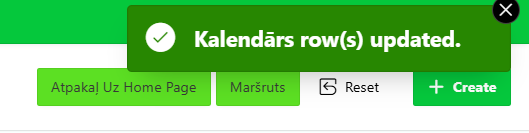 Kalendārs row(s) updated.
Atpakaļ Uz Home Page Maršruts Reset Create